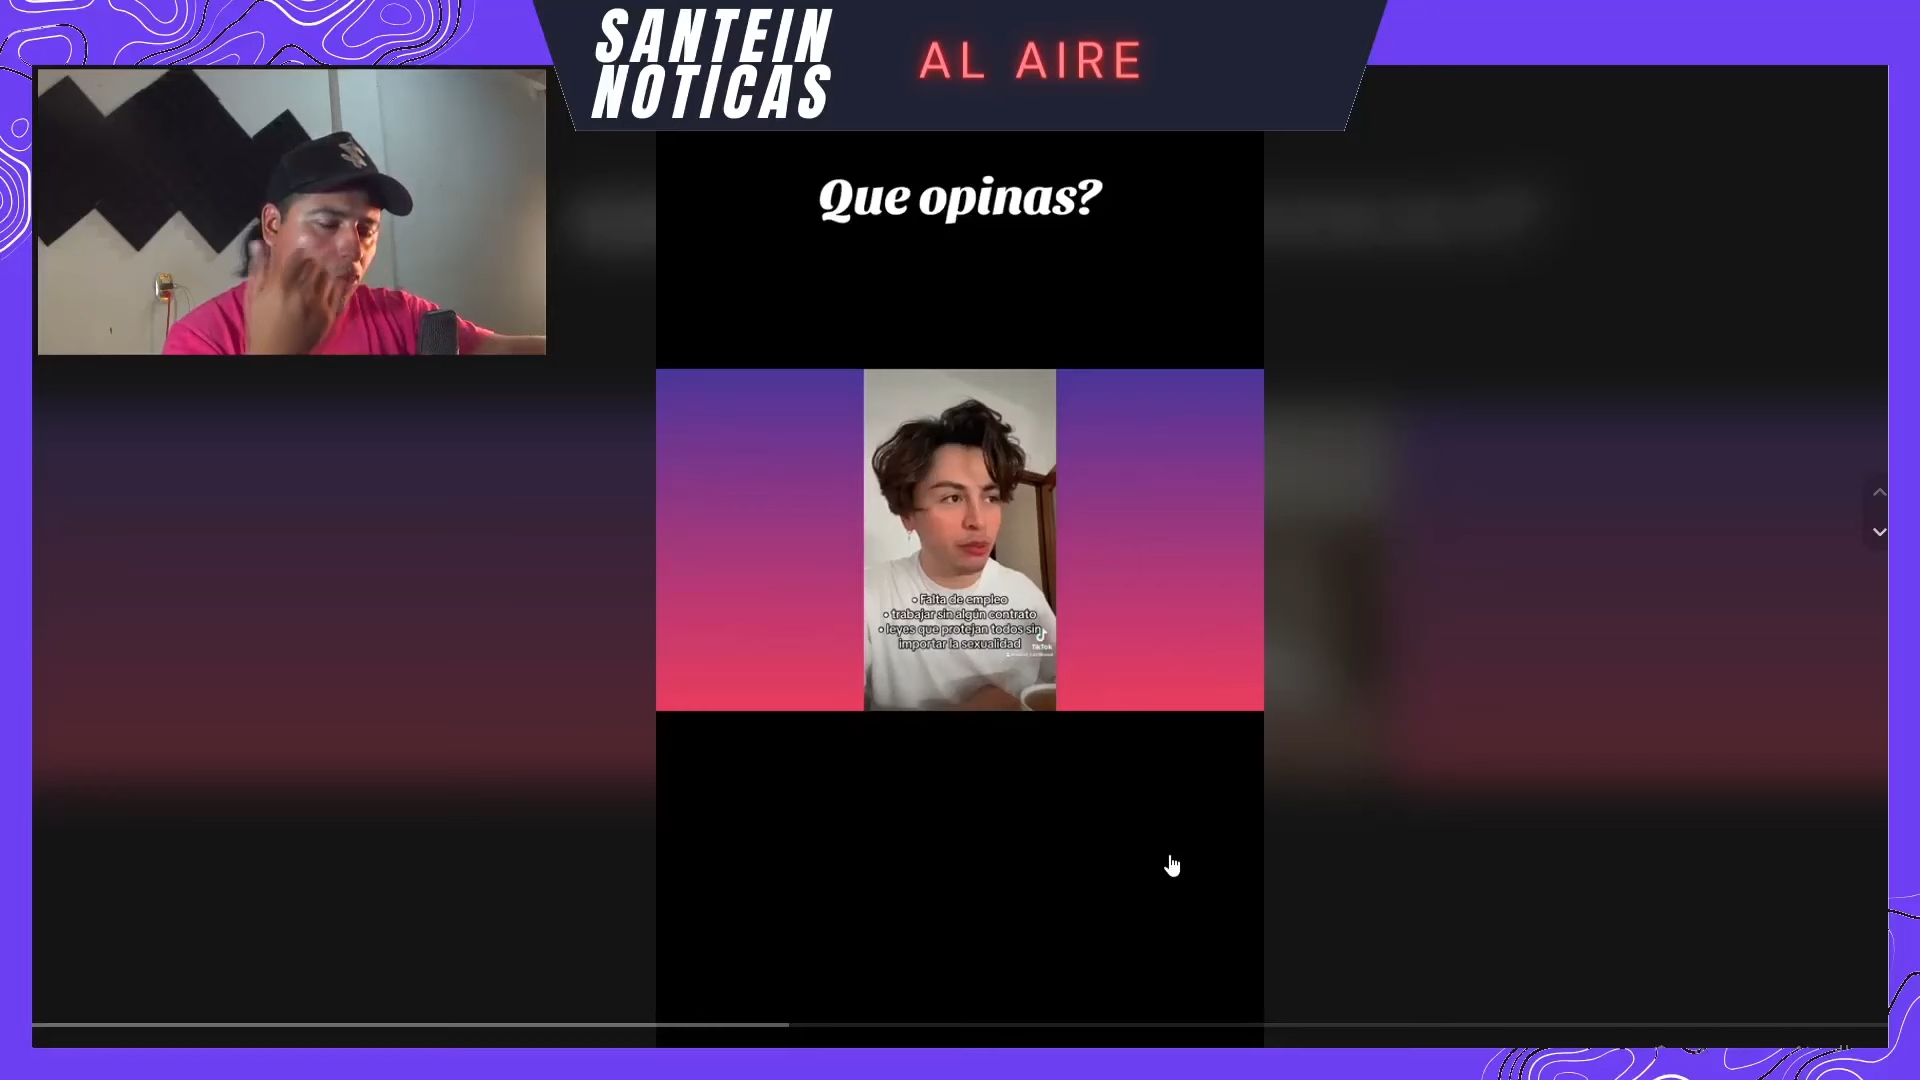 SANTEIN
NOTICAS
AL AIRE
Que opinas?
• Falta de empleo
• trabajar sin algún contrato
• leyes que protejan todos sin
importar la sexualidad
TikTok